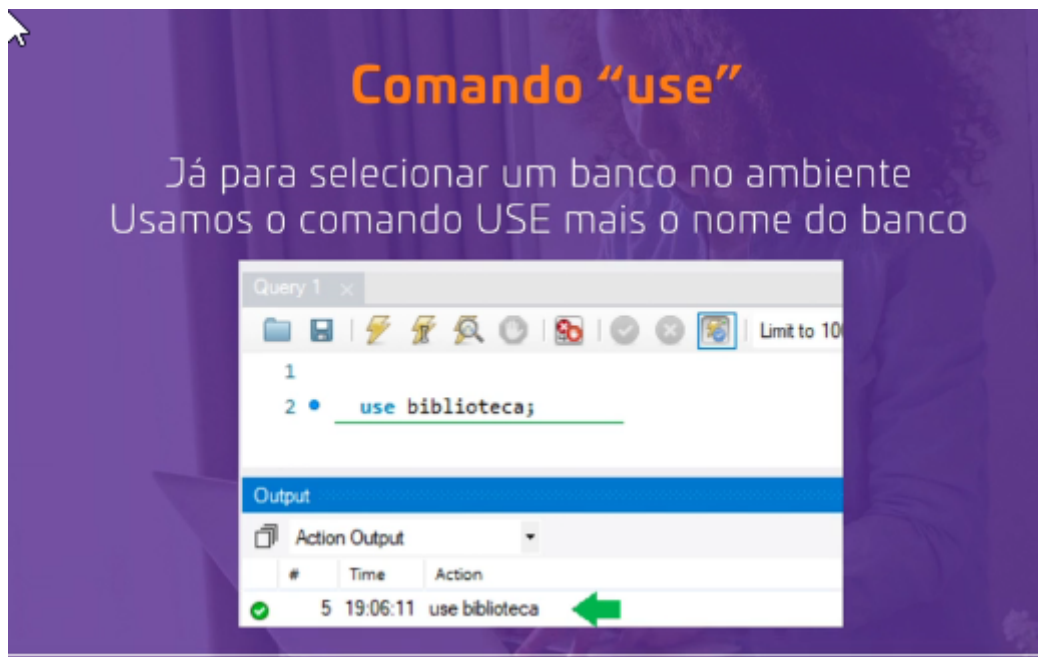 Comando “use”
Já para selecionar um banco no ambiente
Usamos o comando USE mais o nome do banco
Query 1
Limit to 100
1
2 use biblioteca;
Output
Action Output
# Time Action
5 19:06:11 use biblioteca